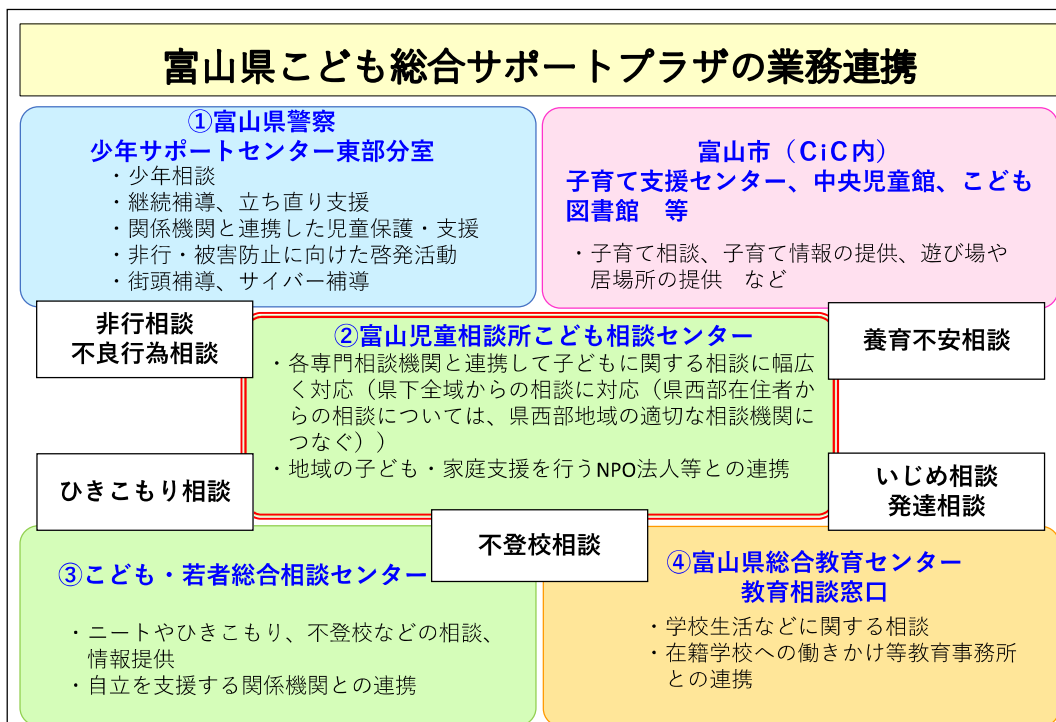 富山県こども総合サポートプラザの業務連携
①富山県警察
少年サポートセンター東部分室
・少年相談
・継続補導、立ち直り支援
・関係機関と連携した児童保護・支援
・非行・被害防止に向けた啓発活動
・街頭補導、サイバー補導
富山市（CiC内）
子育て支援センター、中央児童館、こども
図書館　等
・子育て相談、子育て情報の提供、遊び場や
居場所の提供　など
非行相談
不良行為相談
②富山児童相談所こども相談センター
・各専門相談機関と連携して子どもに関する相談に幅広
く対応（県下全域からの相談に対応（県西部在住者か
らの相談については、県西部地域の適切な相談機関に
つなぐ））
・地域の子ども・家庭支援を行うNPO法人等との連携
養育不安相談
ひきこもり相談
いじめ相談
発達相談
不登校相談
③こども・若者総合相談センター
・ニートやひきこもり、不登校などの相談、
情報提供
・自立を支援する関係機関との連携
④富山県総合教育センター
教育相談窓口
・学校生活などに関する相談
・在籍学校への働きかけ等教育事務所
との連携